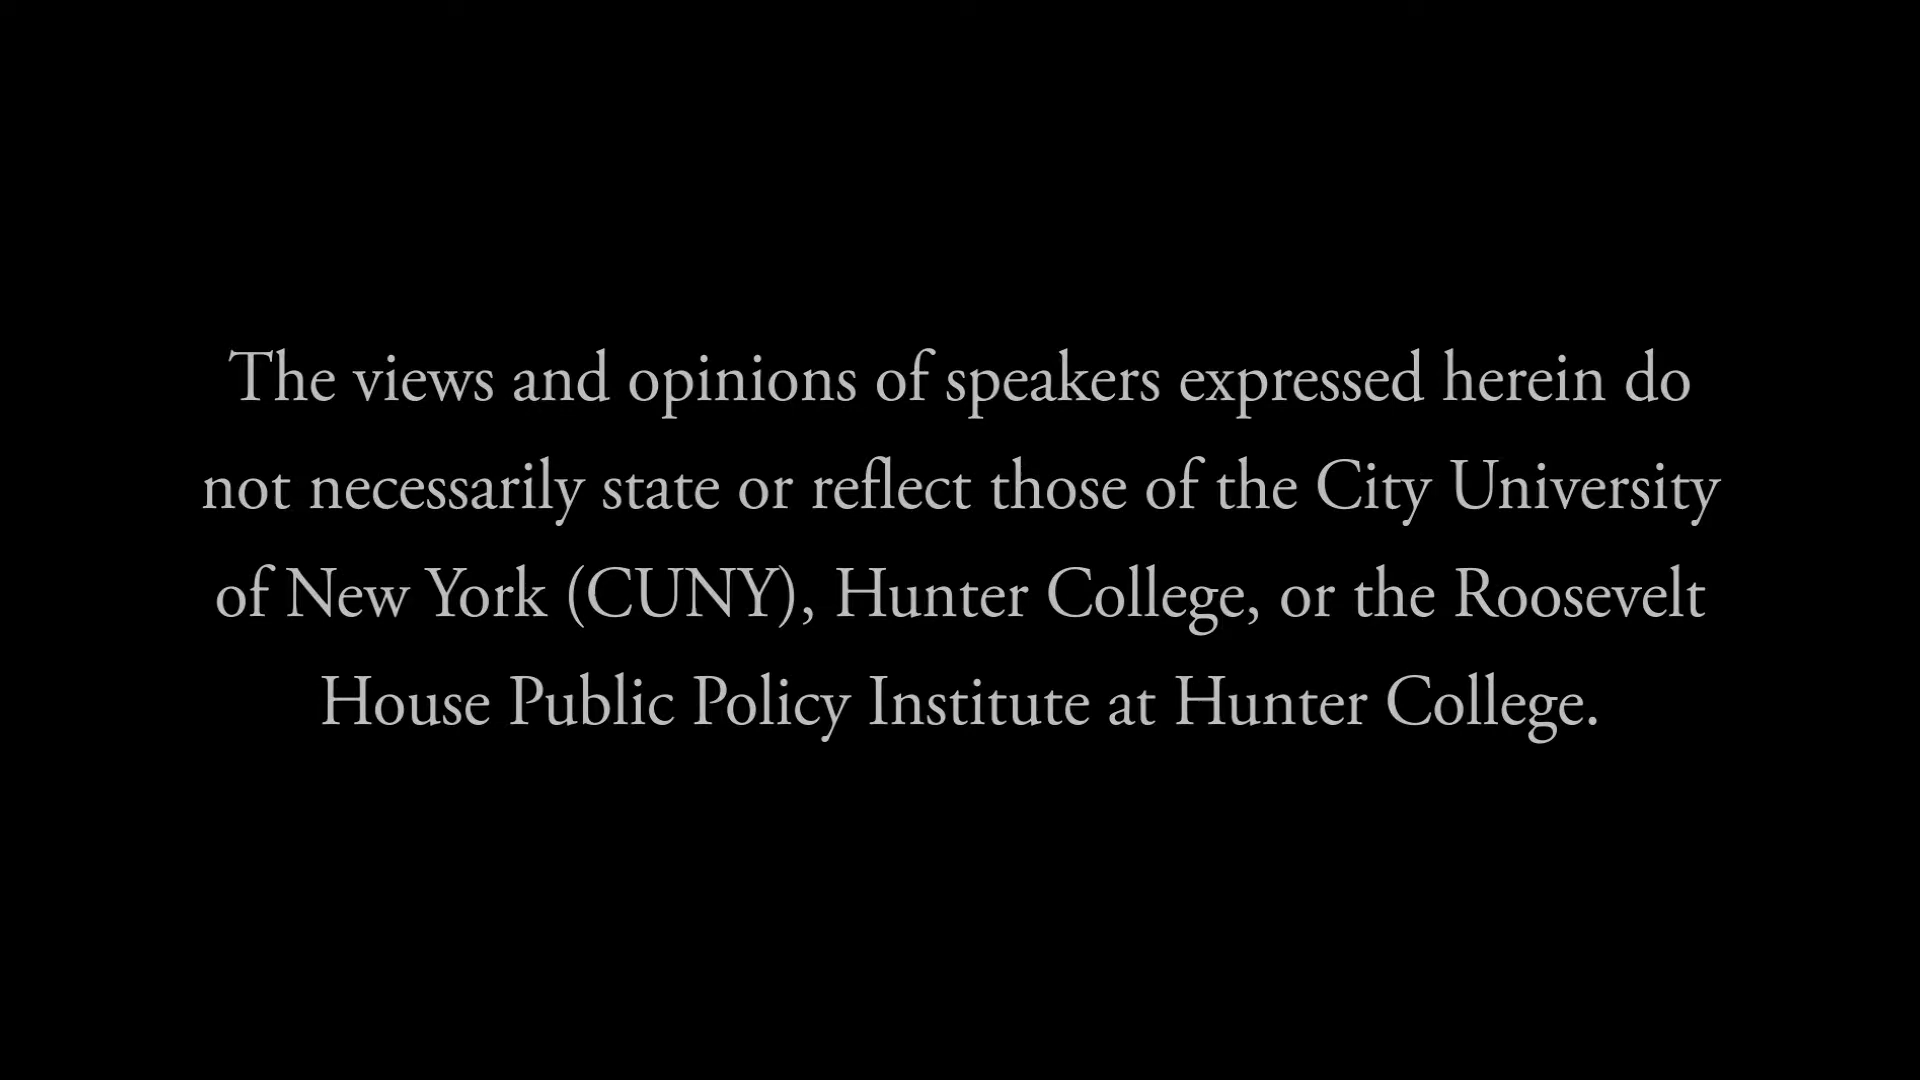 The views and opinions of speakers expressed herein do
not necessarily state or reflect those of the City University
of New York (CUNY), Hunter College, or the Roosevelt
House Public Policy Institute at Hunter College.